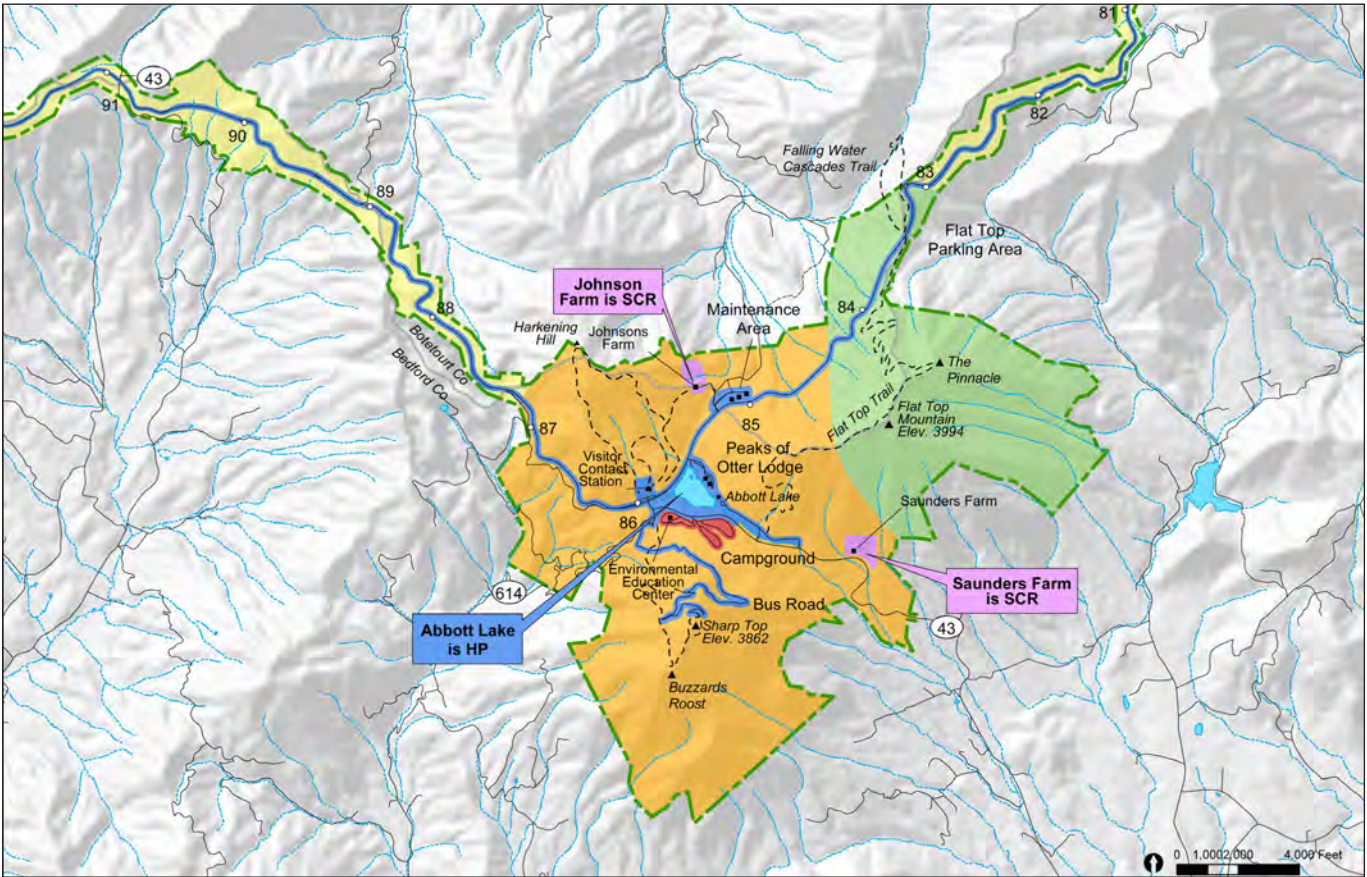 81
43
91
82
90
Falling Water
Cascades Trail
83
89
Flat Top
Parking Area
Johnson
Farm is SCR
Maintenance
Area
84
88
Harkening
Hill
Johnsons
Farm
Botetourt Co
Bedford Co
The
Pinnacle
Flat Top Trail
Flat Top
Mountain
Elev. 3994
85
87
Peaks of
Otter Lodge
Visitor
Contact
Station
Abbott Lake
Saunders Farm
86
Campground
Environmental
Education
Center
Saunders Farm
is SCR
614
Bus Road
43
Abbott Lake
is HP
Sharp Top
Elev. 3862
Buzzards
Roost
0 1,0002,000 4,000 Feet